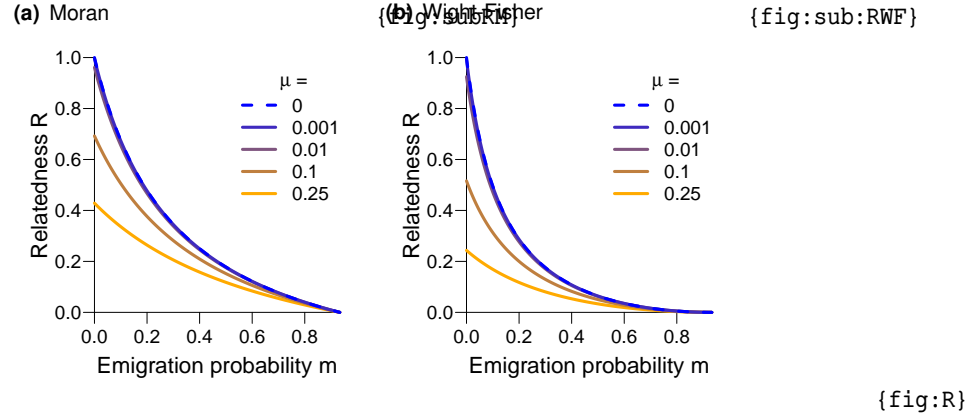 (a) Moran
{fig:subRM}
(b) Wight-Fisher
{fig:sub:RWF}
Relatedness R
1.0
0.8
0.6
0.4
0.2
0.0
μ =
0
0.001
0.01
0.1
0.25
0.0 0.2 0.4 0.6 0.8
Emigration probability m
Relatedness R
1.0
0.8
0.6
0.4
0.2
0.0
μ =
0
0.001
0.01
0.1
0.25
0.0 0.2 0.4 0.6 0.8
Emigration probability m
{fig:R}